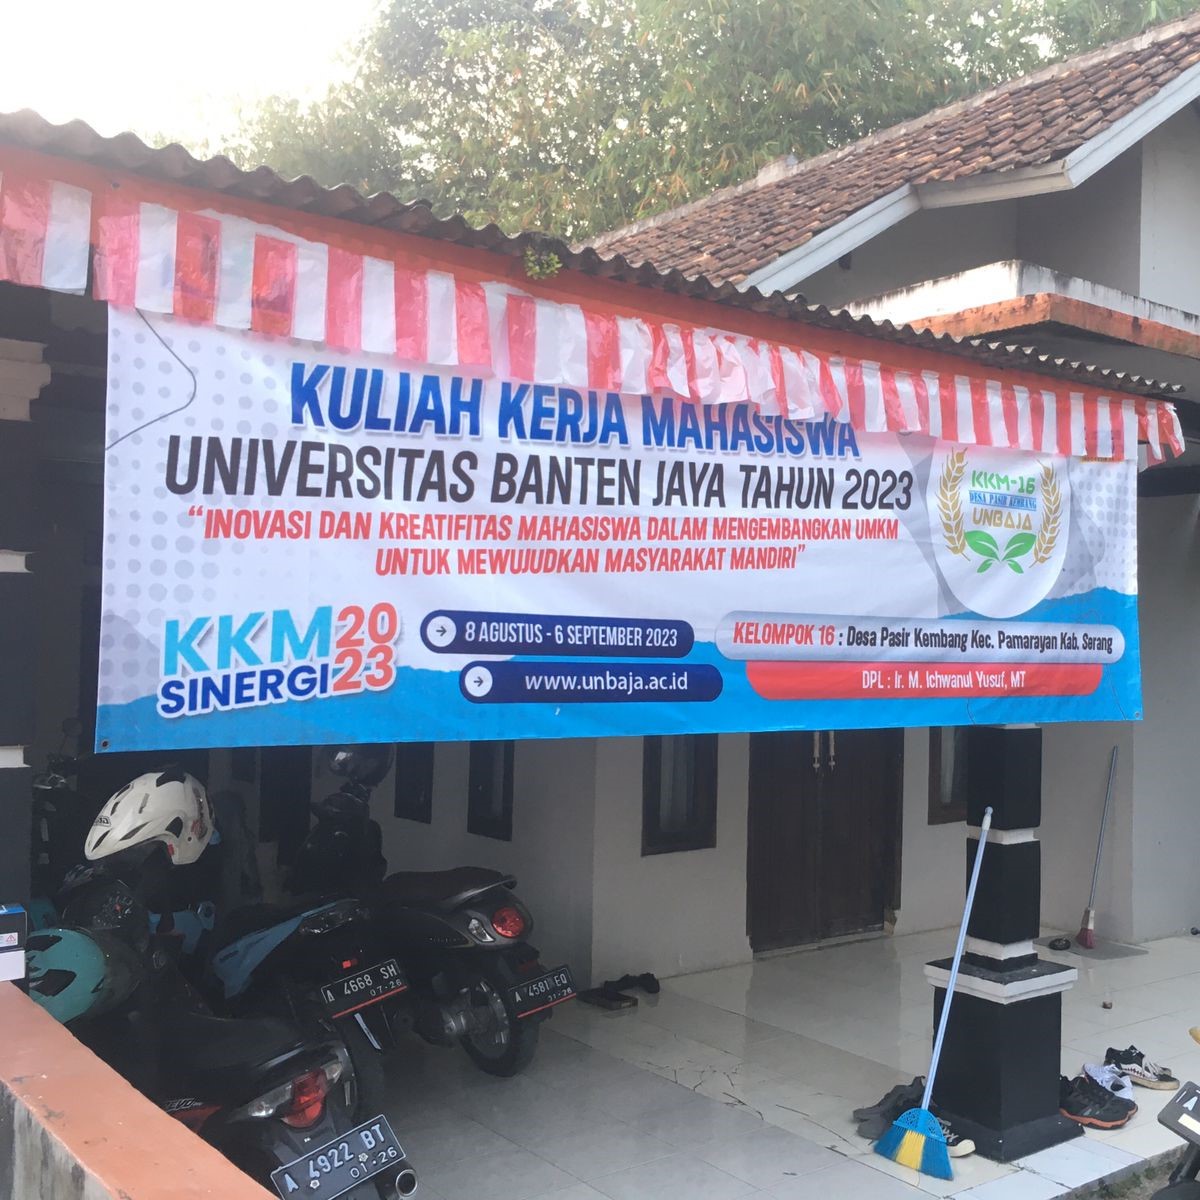 KULIAH KERJA MAHASISWA
UNIVERSITAS BANTEN JAYA TAHUN 2023
"INOVASI DAN KREATIFITAS MAHASISWA DALAM MENGEMBANGKAN UMKM
UNTUK MEWUJUDKAN MASYARAKAT MANDIRI"
KKM-16
DESA PASIR KEMBANG
UNBAJA
KKM 20
SINERGI 23
8 AGUSTUS - 6 SEPTEMBER 2023
www.unbaja.ac.id
KELOMPOK 16 : Desa Pasir Kembang Kec. Pamarayan Kab. Serang
DPL : Ir. M. Ichwanul Yusuf, MT
A 4668 SH
07-26
A 4581 EQ
01-26
A 4922 BT
01-26
A